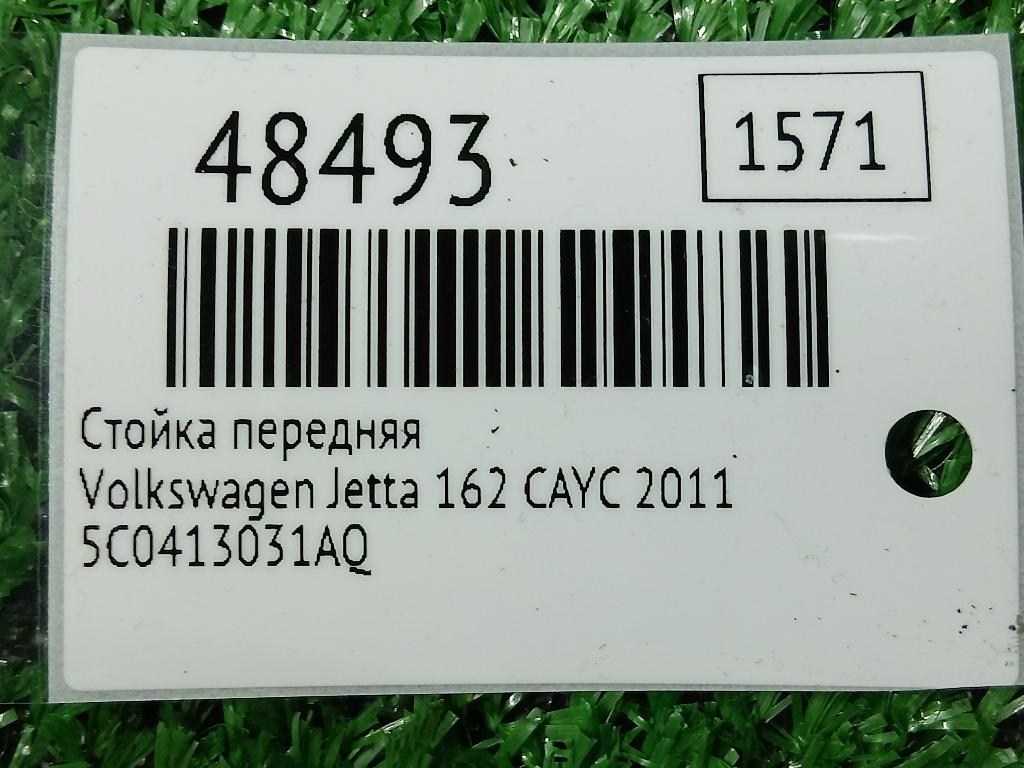 48493
1571
Стойка передняя
Volkswagen Jetta 162 CAYC 2011
5C0413031AQ